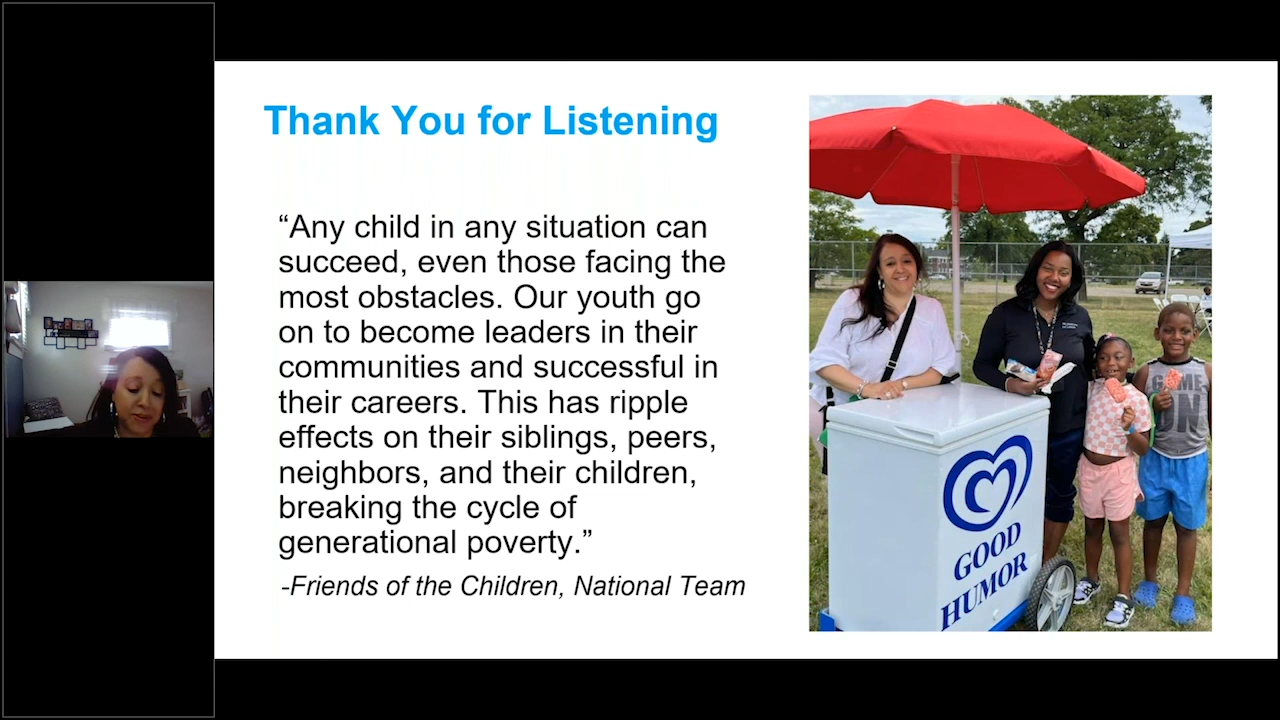 Thank You for Listening
“Any child in any situation can
succeed, even those facing the
most obstacles. Our youth go
on to become leaders in their
communities and successful in
their careers. This has ripple
effects on their siblings, peers,
neighbors, and their children,
breaking the cycle of
generational poverty.”
-Friends of the Children, National Team
GOOD
HUMOR
GAME
ON